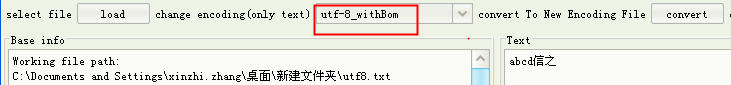 select file load change encoding(only text) utf-8_withBom convert To New Encoding File convert
Base info
Text
Working file path:
C:\Documents and Settings\xinzhi.zhang\桌面\新建文件夹\utf8.txt
abcd信之